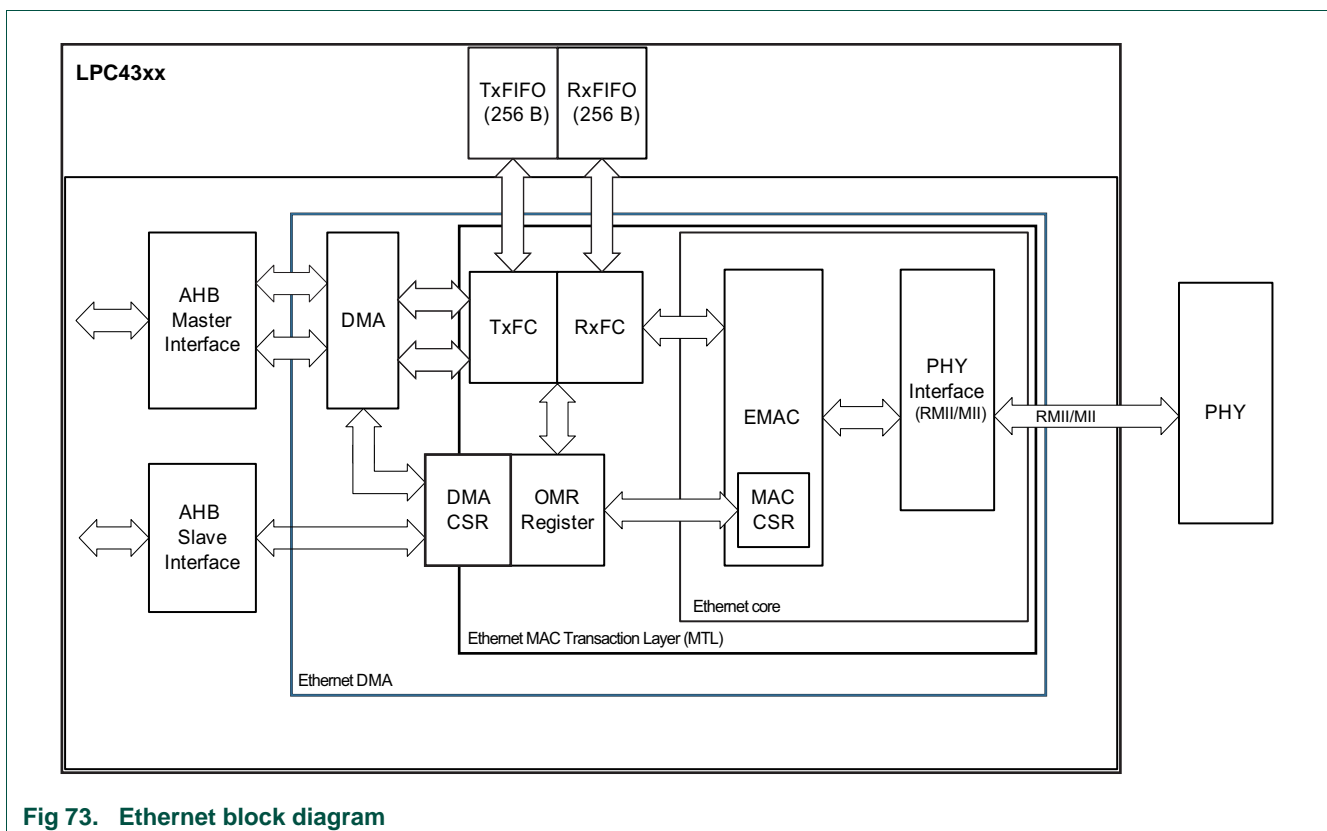 LPC43xx
TxFIFO
(256 B)
RxFIFO
(256 B)
AHB
Master
Interface
DMA
TxFC
RxFC
EMAC
PHY
Interface
(RMII/MII)
RMII/MII
PHY
AHB
Slave
Interface
DMA
CSR
OMR
Register
MAC
CSR
Ethernet core
Ethernet MAC Transaction Layer (MTL)
Ethernet DMA
Fig 73. Ethernet block diagram